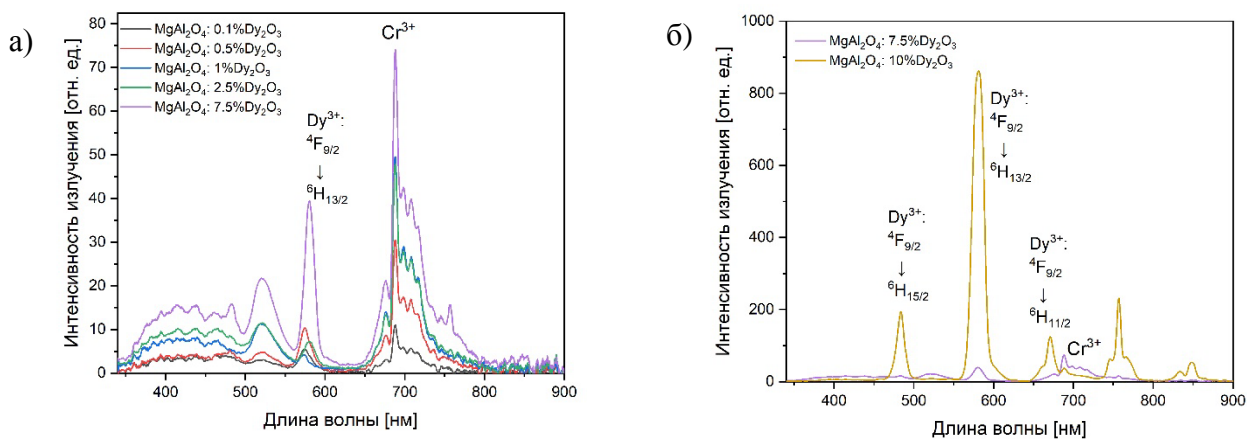 а)
Интенсивность излучения [отн. ед.]
80
70
60
50
40
30
20
10
0
MgAl₂O₄: 0.1%Dy₂O₃
MgAl₂O₄: 0.5%Dy₂O₃
MgAl₂O₄: 1%Dy₂O₃
MgAl₂O₄: 2.5%Dy₂O₃
MgAl₂O₄: 7.5%Dy₂O₃
Cr³⁺
Dy³⁺:
⁴F₉/₂
↓
⁶H₁₃/₂
400 500 600 700 800 900
Длина волны [нм]
б)
Интенсивность излучения [отн. ед.]
1000
800
600
400
200
0
MgAl₂O₄: 7.5%Dy₂O₃
MgAl₂O₄: 10%Dy₂O₃
Dy³⁺:
⁴F₉/₂
↓
⁶H₁₅/₂
Dy³⁺:
⁴F₉/₂
↓
⁶H₁₃/₂
Dy³⁺:
⁴F₉/₂
↓
⁶H₁₁/₂
Cr³⁺
400 500 600 700 800 900
Длина волны [нм]